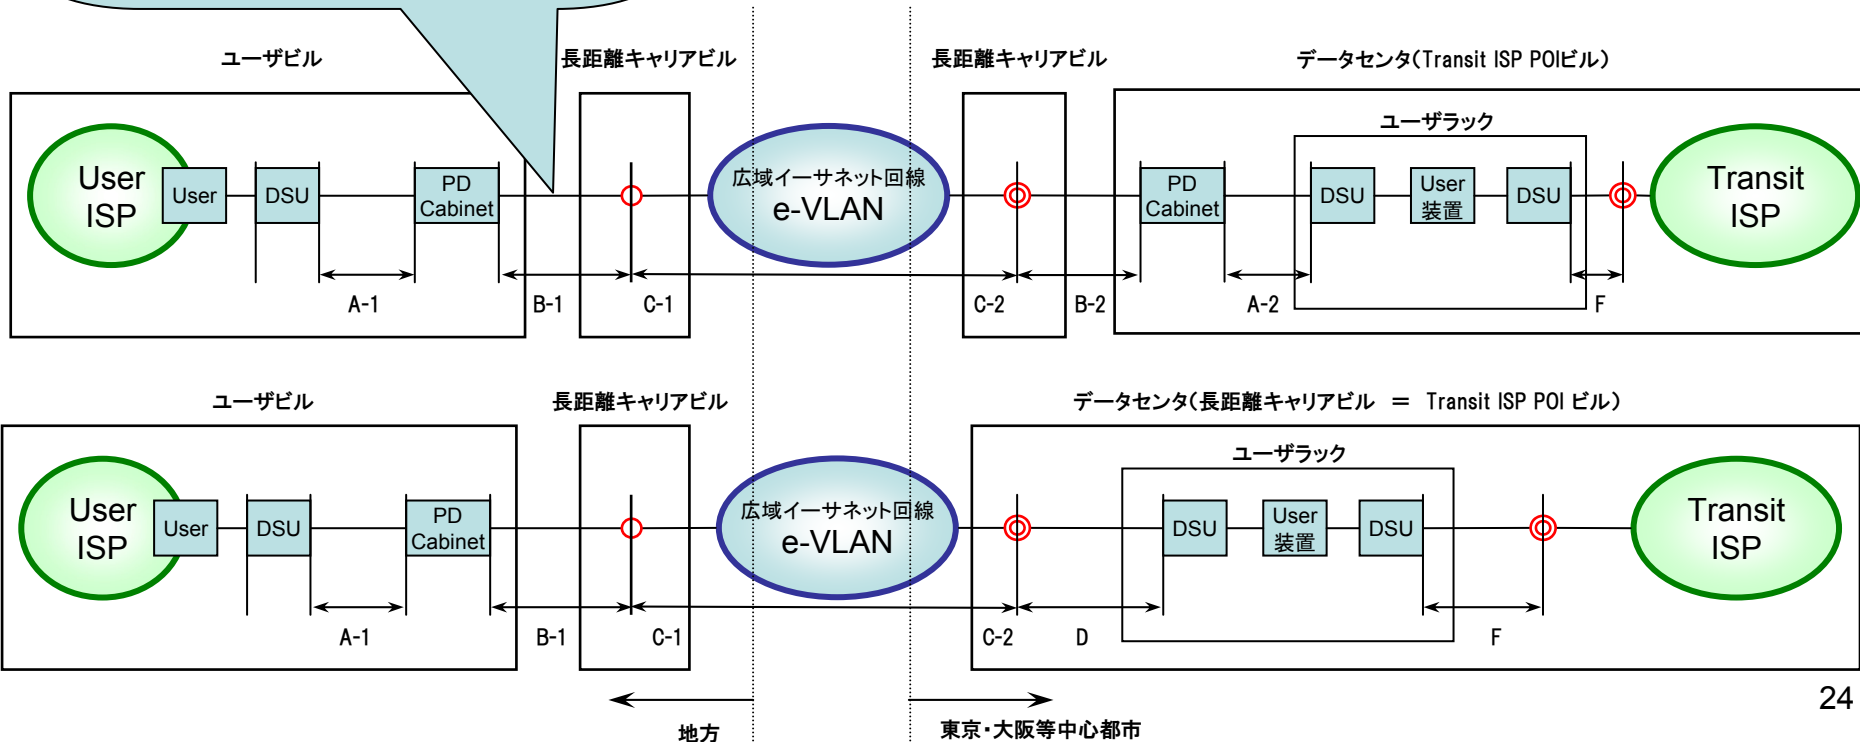 ユーザビル
長距離キャリアビル
長距離キャリアビル
データセンタ(Transit ISP POIビル)
User
ISP
User
DSU
PD
Cabinet
広域イーサネット回線
e-VLAN
PD
Cabinet
ユーザラック
DSU
User
装置
DSU
Transit
ISP
A-1
B-1
C-1
C-2
B-2
A-2
F
ユーザビル
長距離キャリアビル
データセンタ(長距離キャリアビル = Transit ISP POI ビル)
User
ISP
User
DSU
PD
Cabinet
広域イーサネット回線
e-VLAN
ユーザラック
DSU
User
装置
DSU
Transit
ISP
A-1
B-1
C-1
C-2
D
F
地方
東京・大阪等中心都市
24